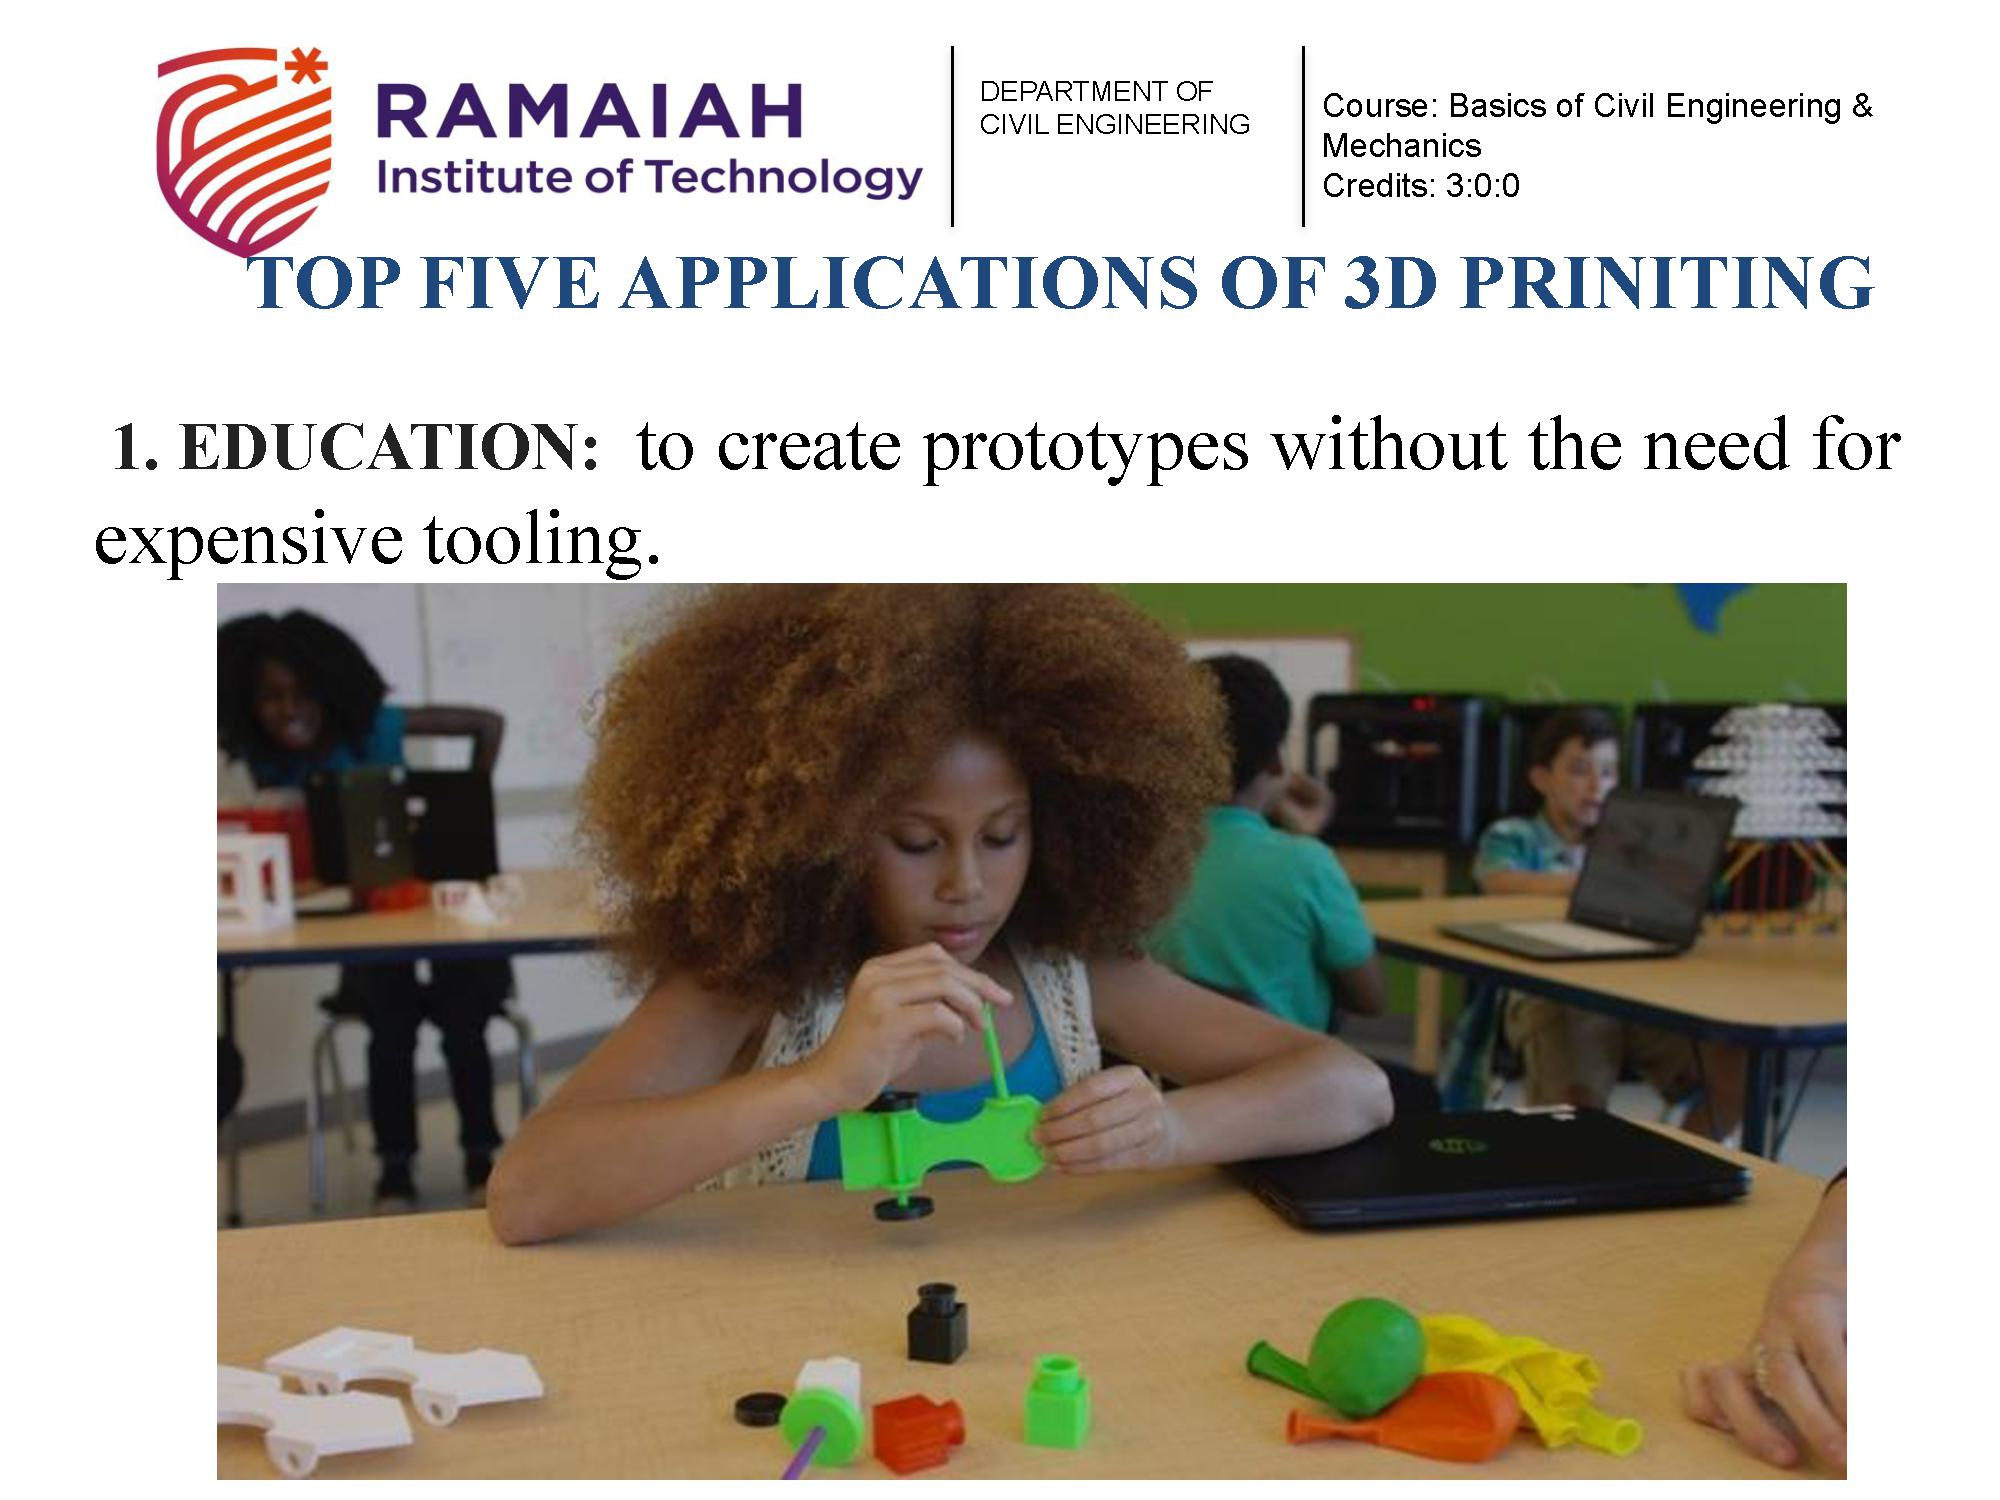 RAMAIAH
Institute of Technology
DEPARTMENT OF
CIVIL ENGINEERING
Course: Basics of Civil Engineering &
Mechanics
Credits: 3:0:0
TOP FIVE APPLICATIONS OF 3D PRINITING
1. EDUCATION: to create prototypes without the need for
expensive tooling.